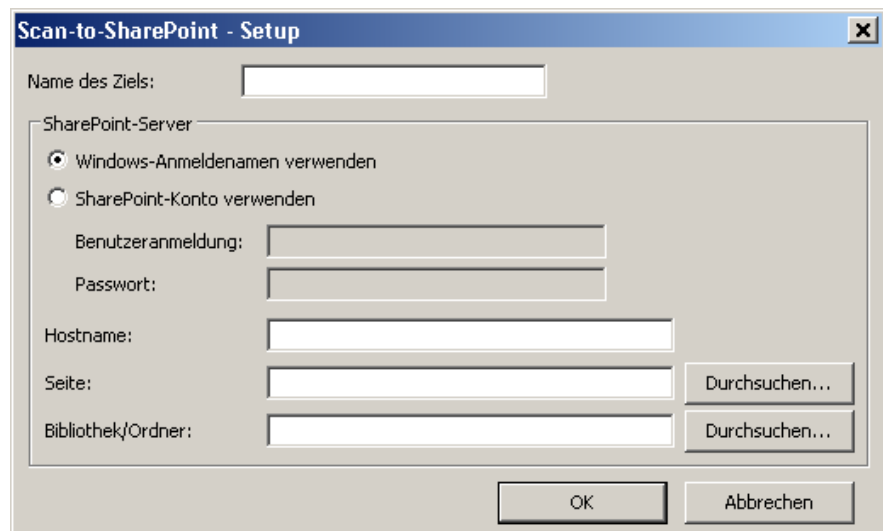 Scan-to-SharePoint - Setup
Name des Ziels:
SharePoint-Server
Windows-Anmeldenamen verwenden
SharePoint-Konto verwenden
Benutzeranmeldung:
Passwort:
Hostname:
Seite:
Durchsuchen...
Bibliothek/Ordner:
Durchsuchen...
OK
Abbrechen